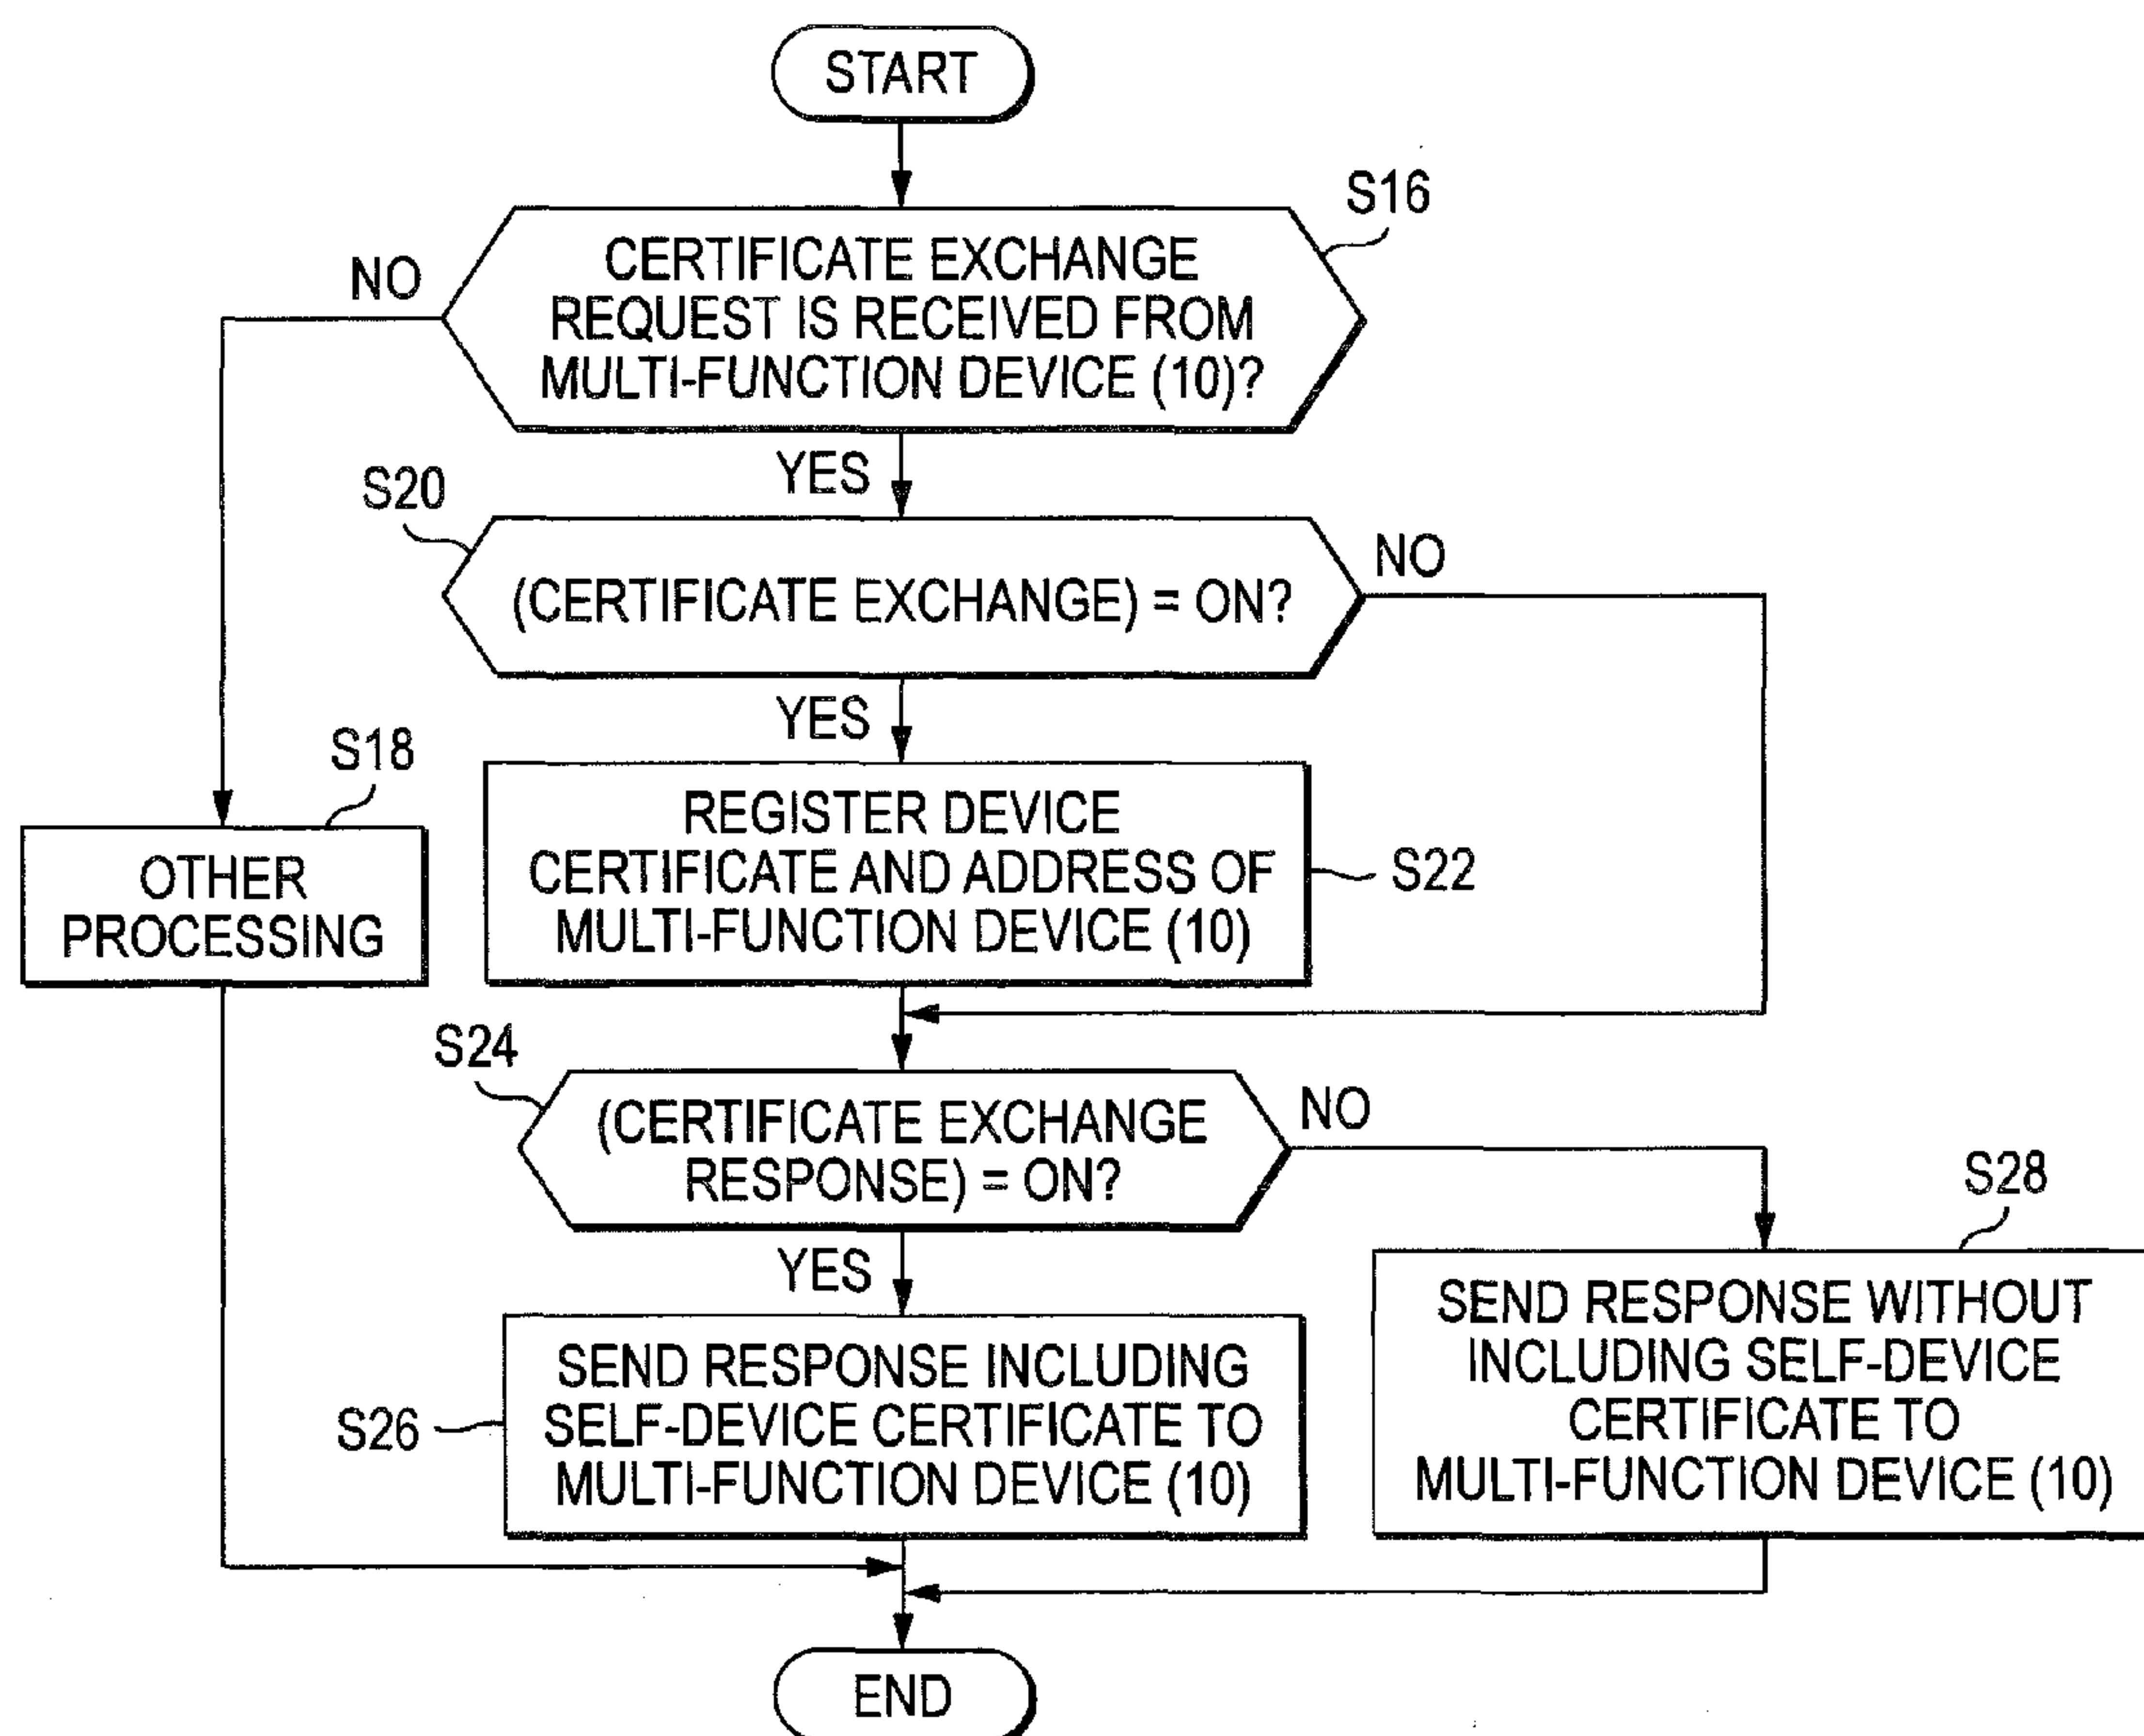 START
S16
CERTIFICATE EXCHANGE
REQUEST IS RECEIVED FROM
MULTI-FUNCTION DEVICE (10)?
NO
YES
S20
(CERTIFICATE EXCHANGE) = ON?
NO
YES
S18
OTHER
PROCESSING
REGISTER DEVICE
CERTIFICATE AND ADDRESS OF
MULTI-FUNCTION DEVICE (10)
S22
S24
(CERTIFICATE EXCHANGE
RESPONSE) = ON?
NO
YES
S28
SEND RESPONSE INCLUDING
SELF-DEVICE CERTIFICATE TO
MULTI-FUNCTION DEVICE (10)
S26
SEND RESPONSE WITHOUT
INCLUDING SELF-DEVICE
CERTIFICATE TO
MULTI-FUNCTION DEVICE (10)
END